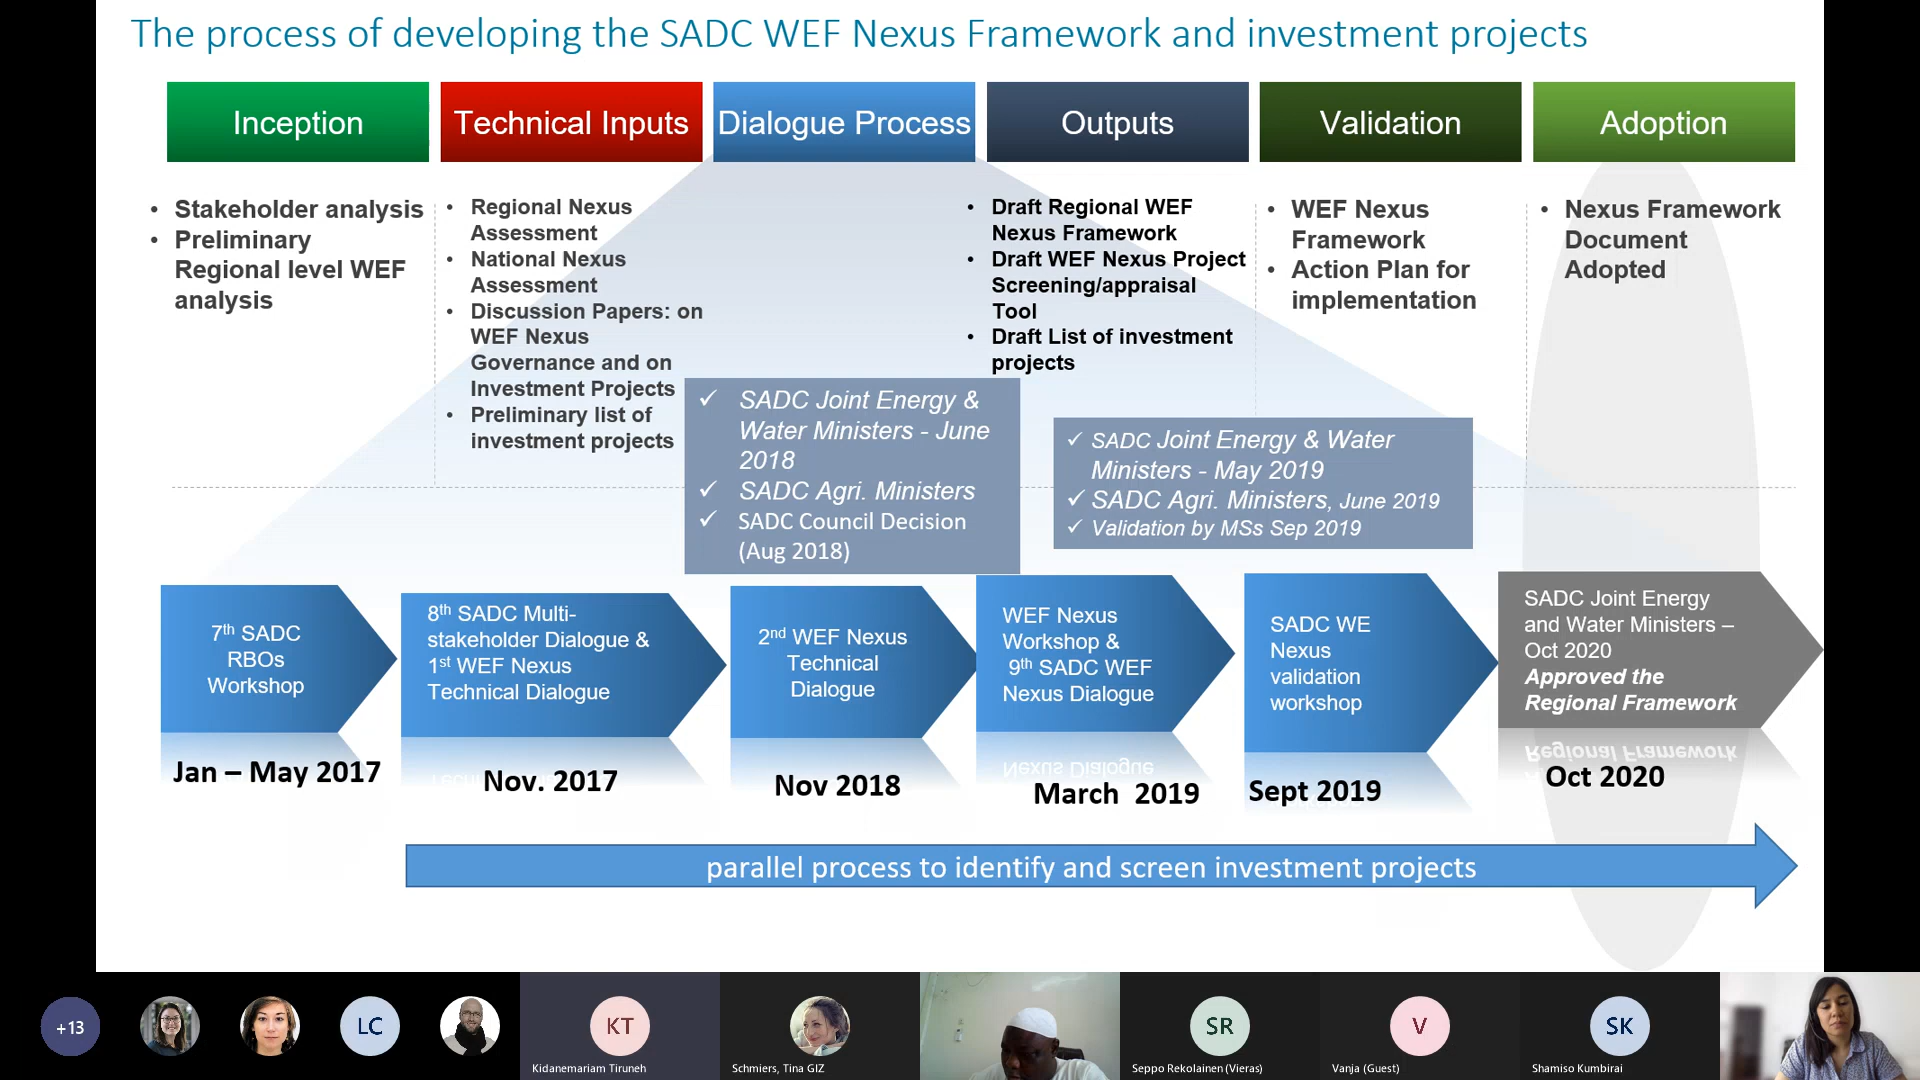 The process of developing the SADC WEF Nexus Framework and investment projects
Inception
Technical Inputs
Dialogue Process
Outputs
Validation
Adoption
• Stakeholder analysis
• Preliminary
Regional level WEF
analysis
• Regional Nexus
Assessment
• National Nexus
Assessment
• Discussion Papers: on
WEF Nexus
Governance and on
Investment Projects
• Preliminary list of
investment projects
• Draft Regional WEF
Nexus Framework
• Draft WEF Nexus Project
Screening/appraisal
Tool
• Draft List of investment
projects
• WEF Nexus
Framework
• Action Plan for
implementation
• Nexus Framework
Document
Adopted
✓ SADC Joint Energy &
Water Ministers - June
2018
✓ SADC Agri. Ministers
✓ SADC Council Decision
(Aug 2018)
✓ SADC Joint Energy & Water
Ministers - May 2019
✓ SADC Agri. Ministers, June 2019
✓ Validation by MSs Sep 2019
7th SADC
RBOs
Workshop
8th SADC Multi-
stakeholder Dialogue &
1st WEF Nexus
Technical Dialogue
2nd WEF Nexus
Technical
Dialogue
WEF Nexus
Workshop &
9th SADC WEF
Nexus Dialogue
SADC WE
Nexus
validation
workshop
SADC Joint Energy
and Water Ministers –
Oct 2020
Approved the
Regional Framework
Jan – May 2017
Nov. 2017
Nov 2018
March 2019
Sept 2019
Oct 2020
parallel process to identify and screen investment projects
+13
LC
KT
SR
V
SK
Kidanemariam Tiruneh
Schmiers, Tina GIZ
Seppo Rekolainen (Vieras)
Vanja (Guest)
Shamiso Kumbirai